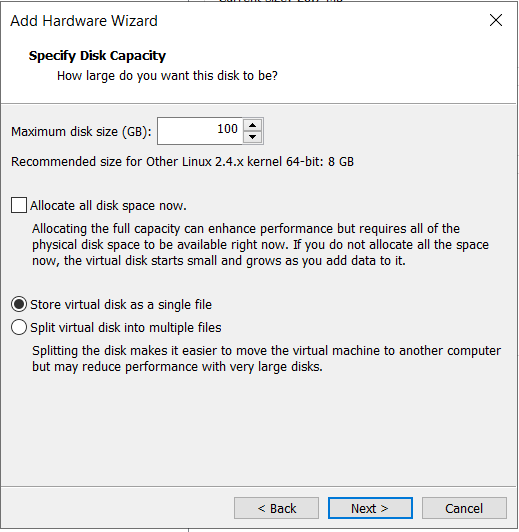 Add Hardware Wizard
Specify Disk Capacity
How large do you want this disk to be?
Maximum disk size (GB): 100
Recommended size for Other Linux 2.4.x kernel 64-bit: 8 GB
Allocate all disk space now.
Allocating the full capacity can enhance performance but requires all of the
physical disk space to be available right now. If you do not allocate all the space
now, the virtual disk starts small and grows as you add data to it.
Store virtual disk as a single file
Split virtual disk into multiple files
Splitting the disk makes it easier to move the virtual machine to another computer
but may reduce performance with very large disks.
< Back Next > Cancel